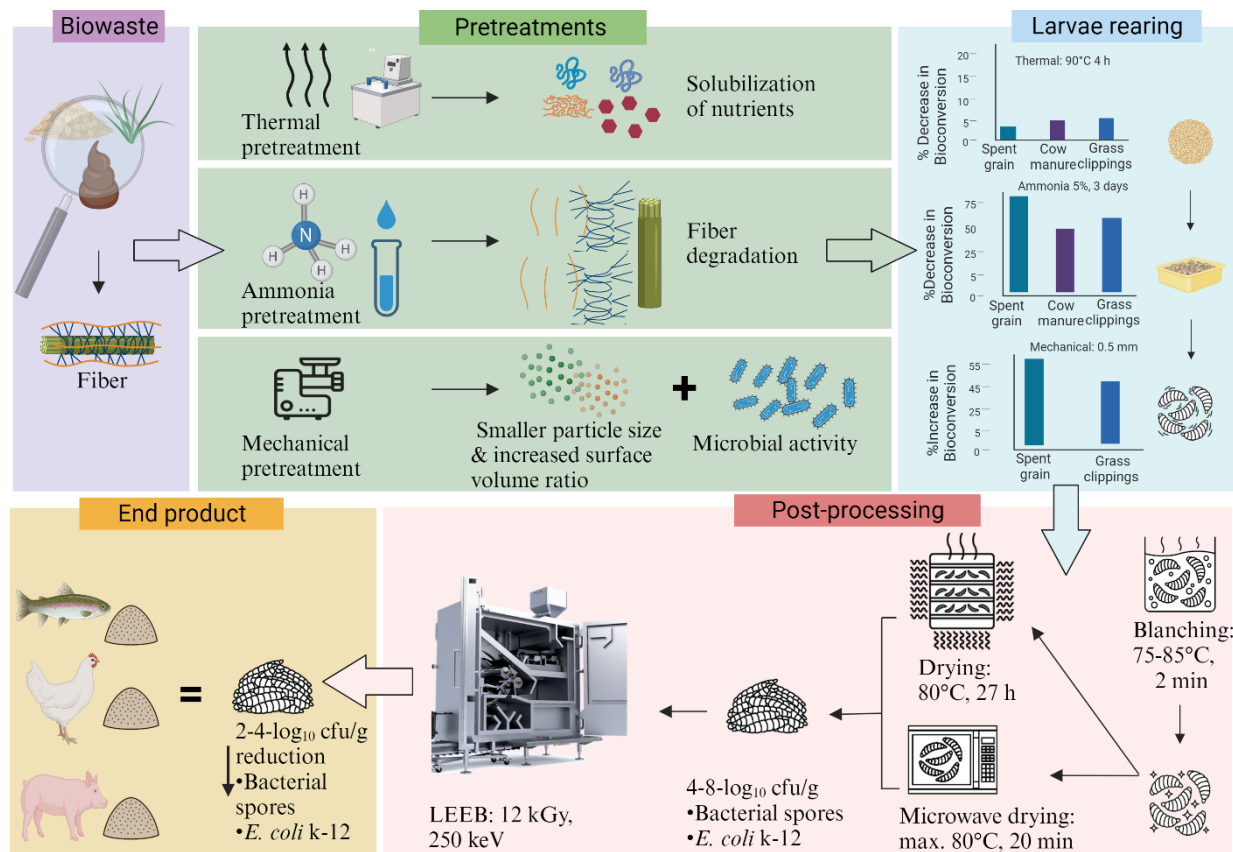 Biowaste
Fiber
Pretreatments
Thermal
pretreatment
Solubilization
of nutrients
H
N
H
H
H
Ammonia
pretreatment
Fiber
degradation
Mechanical
pretreatment
Smaller particle size
& increased surface
volume ratio
+
Microbial activity
Larvae rearing
% Decrease in
Bioconversion
20
15
10
5
0
Thermal: 90°C 4 h
Spent
grain
Cow
manure
Grass
clippings
%Decrease in
Bioconversion
75
50
25
5
0
Ammonia 5%, 3 days
Spent
grain
Cow
manure
Grass
clippings
%Increase in
Bioconversion
55
45
25
5
0
Mechanical: 0.5 mm
Spent
grain
Grass
clippings
End product
=
2-4-log₁₀ cfu/g
reduction
•Bacterial
spores
•E. coli k-12
Post-processing
LEEB: 12 kGy,
250 keV
4-8-log₁₀ cfu/g
•Bacterial spores
•E. coli k-12
Drying:
80°C, 27 h
Microwave drying:
max. 80°C, 20 min
Blanching:
75-85°C,
2 min